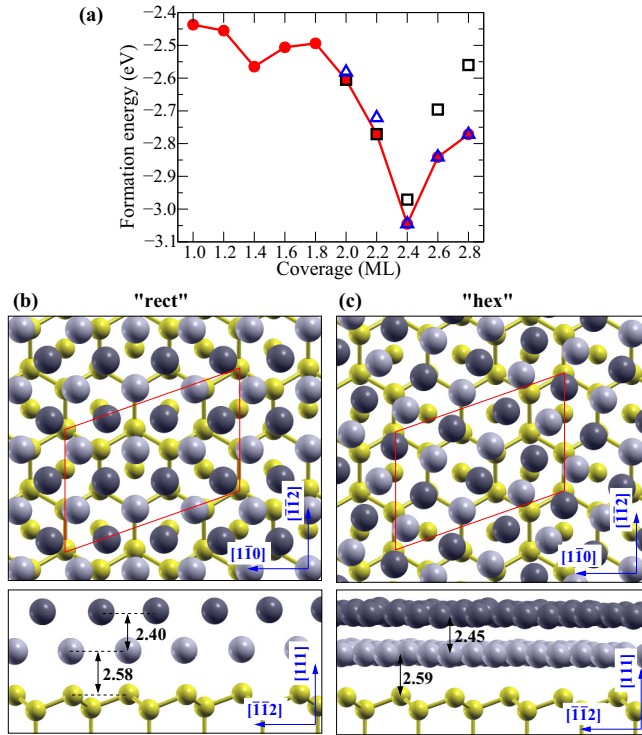 (a)
Formation energy (eV)
-2.4
-2.5
-2.6
-2.7
-2.8
-2.9
-3.0
-3.1
1.0 1.2 1.4 1.6 1.8 2.0 2.2 2.4 2.6 2.8
Coverage (ML)
(b) "rect" (c) "hex"
[1̄1̄2] [1̄1̄2]
[11̄0] [11̄0]
2.40 2.45
2.58 2.59
[111] [111]
[1̄1̄2] [1̄1̄2]